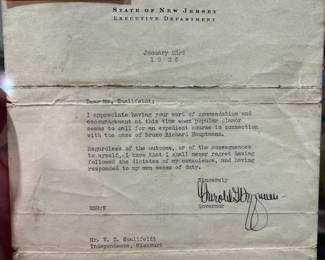 STATE OF NEW JERSEY
EXECUTIVE DEPARTMENT
January 23rd
1936
Dear Mr. Smallfeldt:
I appreciate having your word of commendation and
encouragement at this time when popular clamor
seems to call for an expedient course in connection
with the case of Bruno Richard Hauptmann.
Regardless of the outcome, or of the consequences
to myself, I know that I shall never regret having
followed the dictates of my conscience, and having
responded to my own sense of duty.
Sincerely
Harold G. Hoffman
Governor
Independence, Missouri